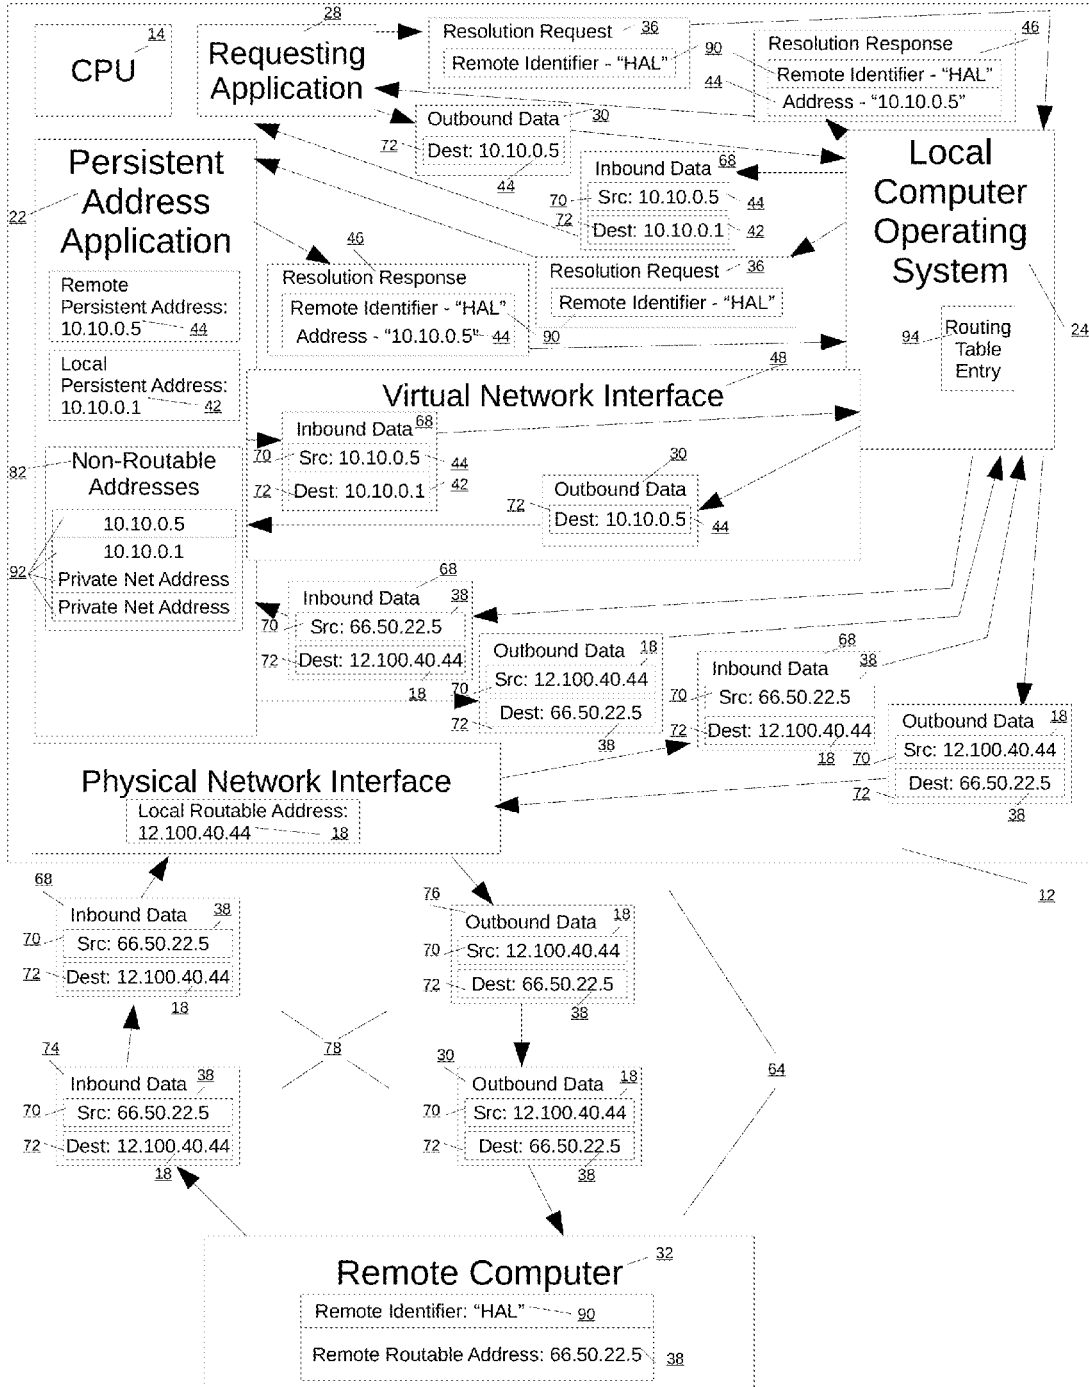 14
CPU
28
Requesting
Application
Resolution Request
36
Remote Identifier - “HAL”
90
Resolution Response
46
Remote Identifier - “HAL”
44
Address - “10.10.0.5”
Outbound Data
30
72
Dest: 10.10.0.5
44
Inbound Data
68
70
Src: 10.10.0.5
44
72
Dest: 10.10.0.1
42
Local
Computer
Operating
System
24
94
Routing
Table
Entry
Persistent
Address
Application
22
Remote
Persistent Address:
10.10.0.5
44
Local
Persistent Address:
10.10.0.1
42
46
Resolution Response
Remote Identifier - “HAL”
Address - “10.10.0.5”
44
90
Resolution Request
36
Remote Identifier - “HAL”
48
Virtual Network Interface
Inbound Data
68
70
Src: 10.10.0.5
44
72
Dest: 10.10.0.1
42
30
Outbound Data
72
Dest: 10.10.0.5
44
82
Non-Routable
Addresses
10.10.0.5
10.10.0.1
92
Private Net Address
Private Net Address
68
Inbound Data
38
70
Src: 66.50.22.5
72
Dest: 12.100.40.44
18
Outbound Data
18
70
Src: 12.100.40.44
72
Dest: 66.50.22.5
38
68
Inbound Data
38
70
Src: 66.50.22.5
72
Dest: 12.100.40.44
18
Outbound Data
18
70
Src: 12.100.40.44
72
Dest: 66.50.22.5
38
Physical Network Interface
Local Routable Address:
12.100.40.44
18
12
68
Inbound Data
38
70
Src: 66.50.22.5
72
Dest: 12.100.40.44
18
76
Outbound Data
18
70
Src: 12.100.40.44
72
Dest: 66.50.22.5
38
78
64
74
Inbound Data
38
70
Src: 66.50.22.5
72
Dest: 12.100.40.44
18
30
Outbound Data
18
70
Src: 12.100.40.44
72
Dest: 66.50.22.5
38
32
Remote Computer
Remote Identifier: “HAL”
90
Remote Routable Address: 66.50.22.5
38